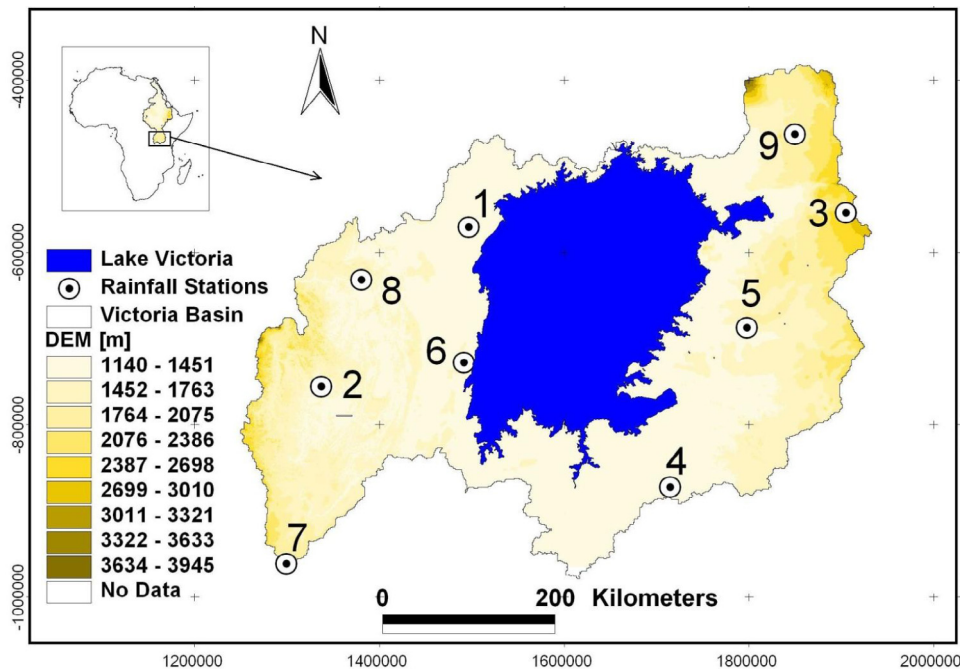 N
-400000
-600000
-800000
-1000000
9
3
1
8
5
6
2
4
7
Lake Victoria
Rainfall Stations
Victoria Basin
DEM [m]
1140 - 1451
1452 - 1763
1764 - 2075
2076 - 2386
2387 - 2698
2699 - 3010
3011 - 3321
3322 - 3633
3634 - 3945
No Data
0 200 Kilometers
1200000 1400000 1600000 1800000 2000000